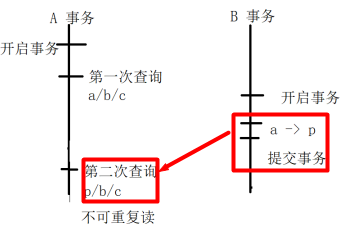 A 事务
开启事务
第一次查询
a/b/c
第二次查询
p/b/c
不可重复读
B 事务
开启事务
a -> p
提交事务